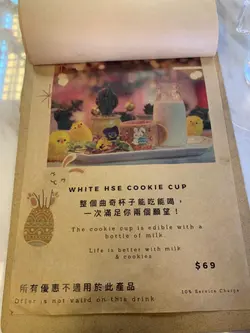 WHITE HSE COOKIE CUP
整個曲奇杯子能吃能喝，
一次滿足你兩個願望！
The cookie cup is edible with a
bottle of milk.
Life is better with milk
& cookies
$69
所有優惠不適用於此產品
Offer is not valid on this drink
10% Service Charge